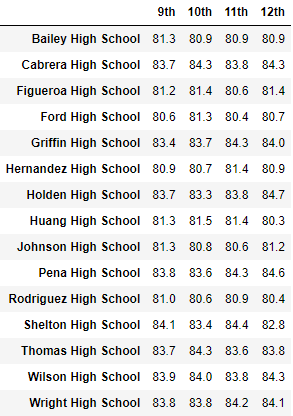 9th 10th 11th 12th
Bailey High School 81.3 80.9 80.9 80.9
Cabrera High School 83.7 84.3 83.8 84.3
Figueroa High School 81.2 81.4 80.6 81.4
Ford High School 80.6 81.3 80.4 80.7
Griffin High School 83.4 83.7 84.3 84.0
Hernandez High School 80.9 80.7 81.4 80.9
Holden High School 83.7 83.3 83.8 84.7
Huang High School 81.3 81.5 81.4 80.3
Johnson High School 81.3 80.8 80.6 81.2
Pena High School 83.8 83.6 84.3 84.6
Rodriguez High School 81.0 80.6 80.9 80.4
Shelton High School 84.1 83.4 84.4 82.8
Thomas High School 83.7 84.3 83.6 83.8
Wilson High School 83.9 84.0 83.8 84.3
Wright High School 83.8 83.8 84.2 84.1